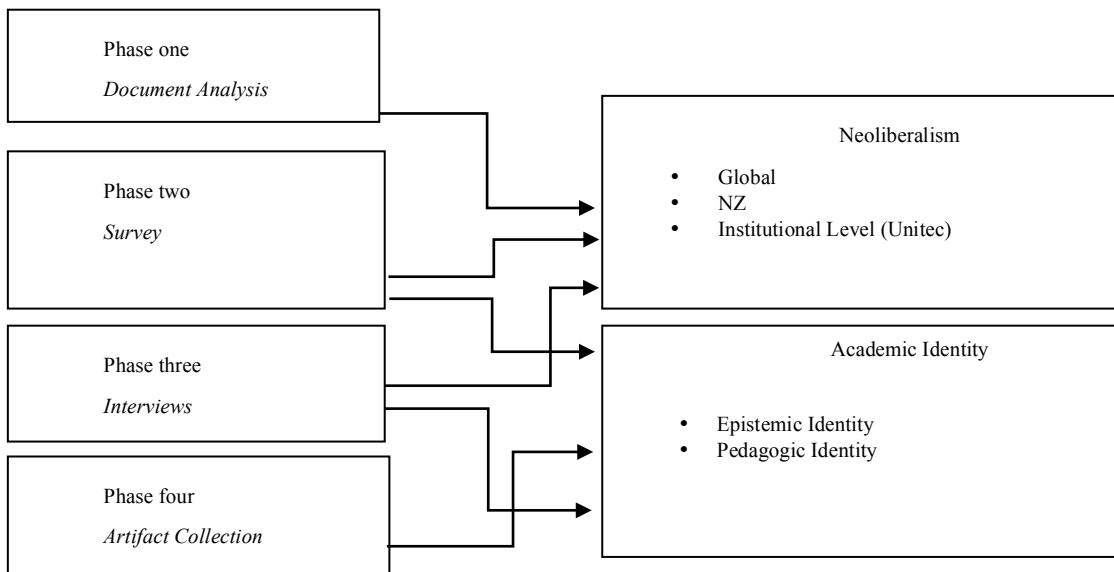 Phase one
Document Analysis
Phase two
Survey
Phase three
Interviews
Phase four
Artifact Collection
Neoliberalism
• Global
• NZ
• Institutional Level (Unitec)
Academic Identity
• Epistemic Identity
• Pedagogic Identity